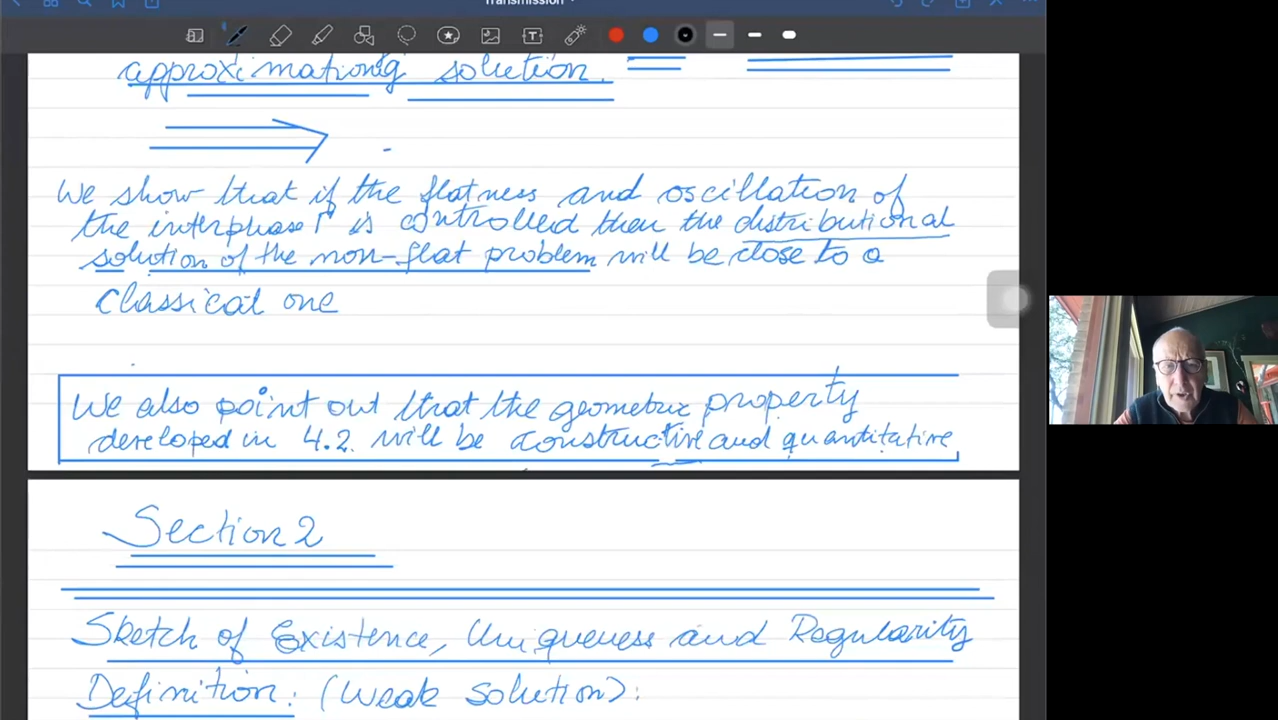 Transmission
approximationg solution.
We show that if the flatness and oscillation of
the interphase Γ is controlled then the distributional
solution of the non-flat problem will be close to a
classical one
We also point out that the geometric property
developed in 4.2. will be constructive and quantitative
Section 2
Sketch of Existence, Uniqueness and Regularity
Definition: (Weak solution):